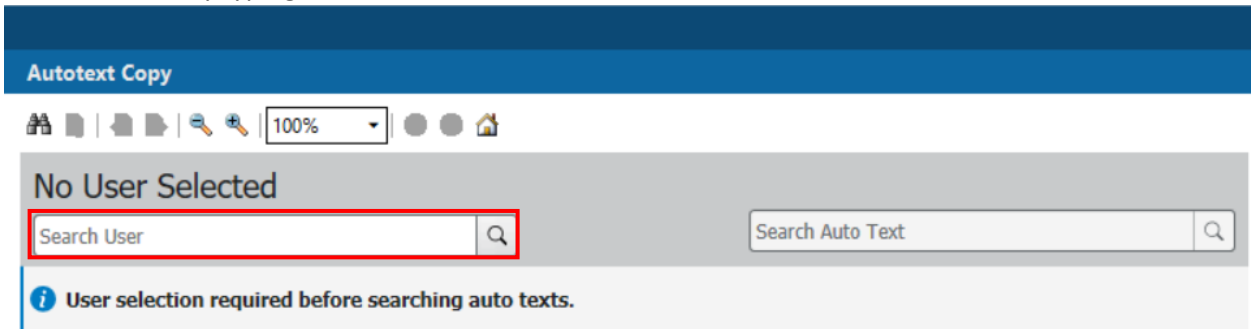 Autotext Copy
100%
No User Selected
Search User
Search Auto Text
User selection required before searching auto texts.